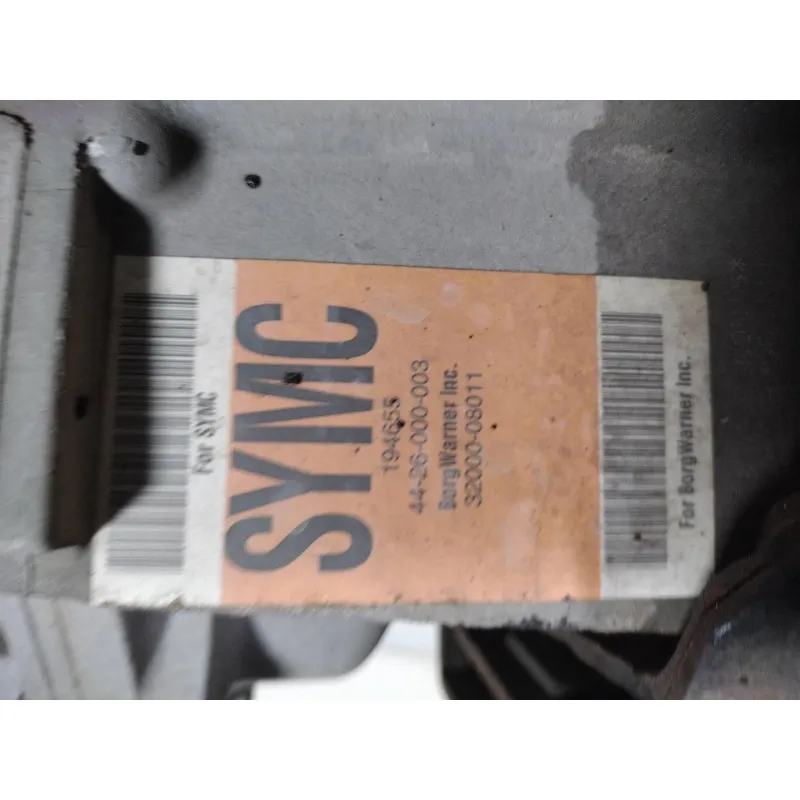 For SYMC
SYMC
194655
44-26-000-003
BorgWarner Inc.
32000-08011
For BorgWarner Inc.